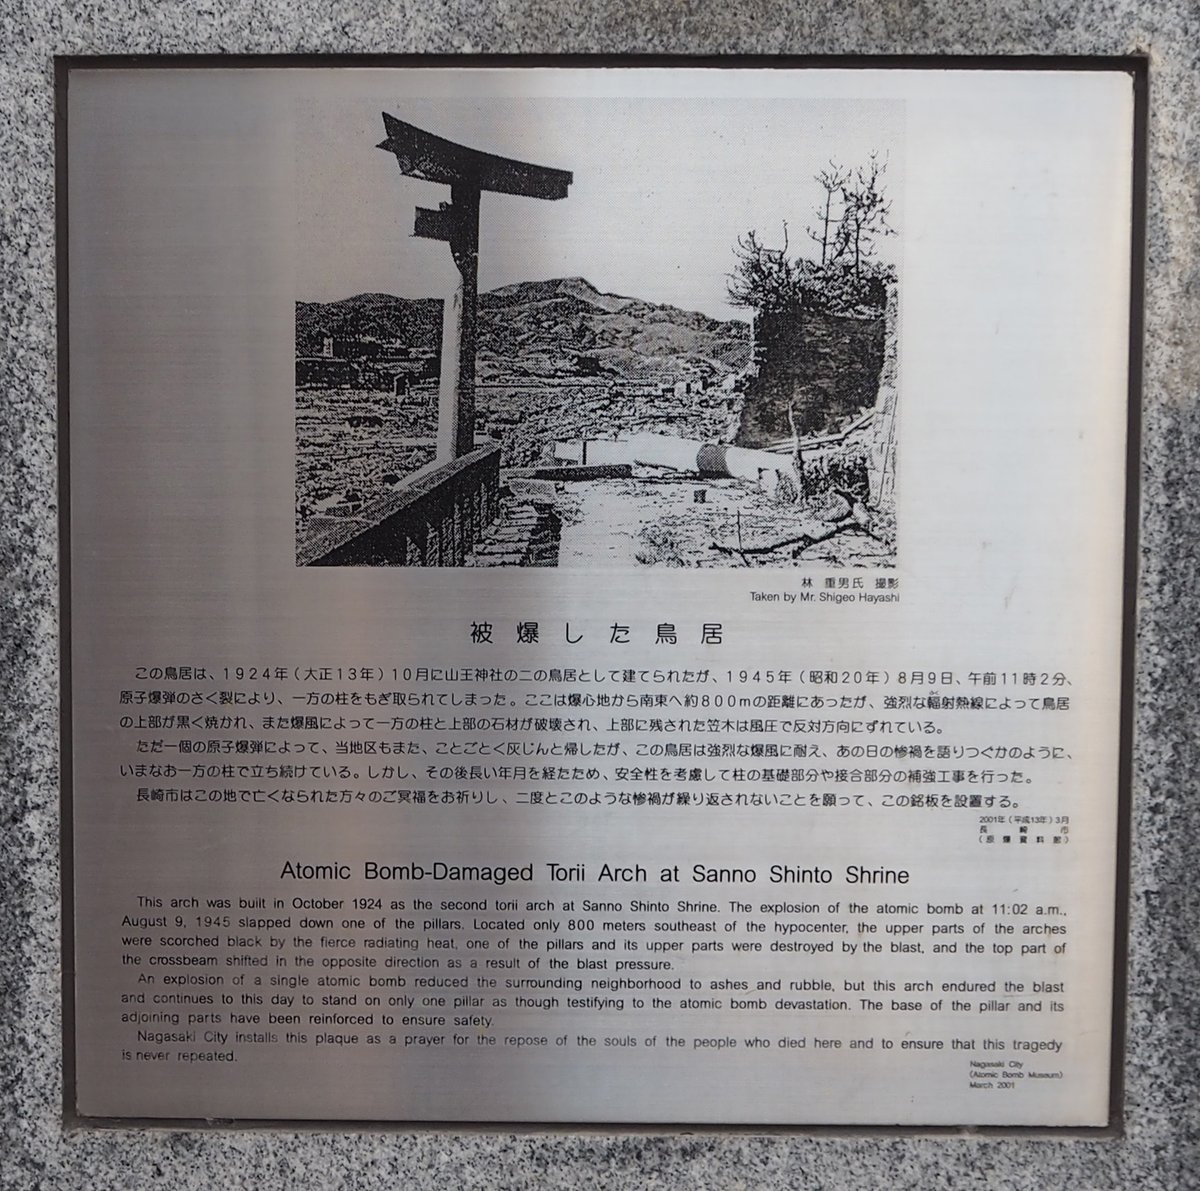 林 重男氏 撮影
Taken by Mr. Shigeo Hayashi
被爆した鳥居
この鳥居は、1924年（大正13年）10月に山王神社の二の鳥居として建てられたが、1945年（昭和20年）8月9日、午前11時2分、
原子爆弾のさく裂により、一方の柱をもぎ取られてしまった。ここは爆心地から南東へ約800mの距離にあったが、強烈な輻射熱線によって鳥居
の上部が黒く焼かれ、また爆風によって一方の柱と上部の石材が破壊され、上部に残された笠木は風圧で反対方向にずれている。
ただ一個の原子爆弾によって、当地区もまた、ことごとく灰じんと帰したが、この鳥居は強烈な爆風に耐え、あの日の惨禍を語りつぐかのように、
いまなお一方の柱で立ち続けている。しかし、その後長い年月を経たため、安全性を考慮して柱の基礎部分や接合部分の補強工事を行った。
長崎市はこの地で亡くなられた方々のご冥福をお祈りし、二度とこのような惨禍が繰り返されないことを願って、この銘板を設置する。
2001年（平成13年）3月
長崎市
（原爆資料館）
Atomic Bomb-Damaged Torii Arch at Sanno Shinto Shrine
This arch was built in October 1924 as the second torii arch at Sanno Shinto Shrine. The explosion of the atomic bomb at 11:02 a.m.,
August 9, 1945 slapped down one of the pillars. Located only 800 meters southeast of the hypocenter, the upper parts of the arches
were scorched black by the fierce radiating heat, one of the pillars and its upper parts were destroyed by the blast, and the top part of
the crossbeam shifted in the opposite direction as a result of the blast pressure.
An explosion of a single atomic bomb reduced the surrounding neighborhood to ashes and rubble, but this arch endured the blast
and continues to this day to stand on only one pillar as though testifying to the atomic bomb devastation. The base of the pillar and its
adjoining parts have been reinforced to ensure safety.
Nagasaki City installs this plaque as a prayer for the repose of the souls of the people who died here and to ensure that this tragedy
is never repeated.
Nagasaki City
(Atomic Bomb Museum)
March 2001